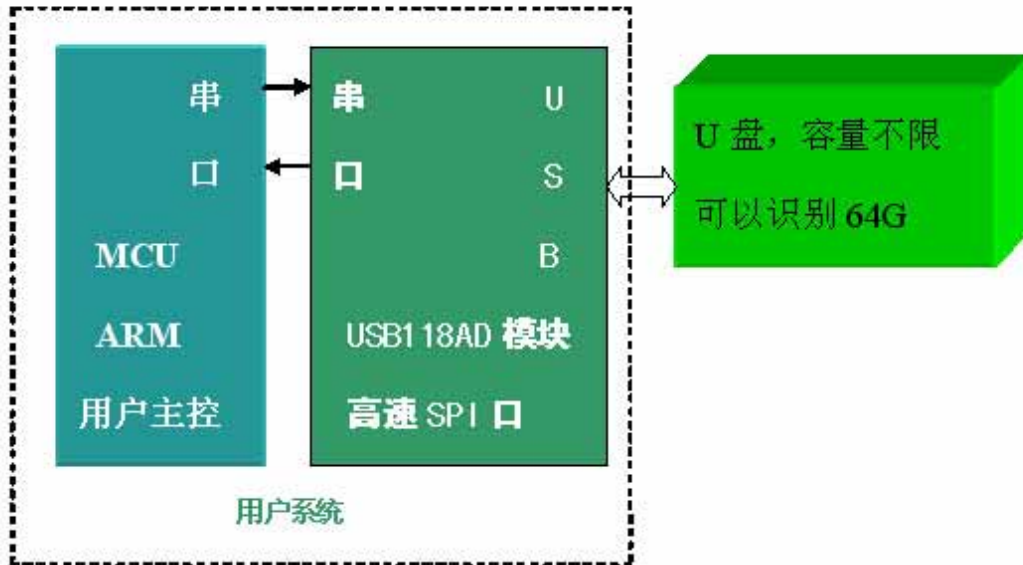 串
口
MCU
ARM
用户主控
串 U
口 S
B
USB118AD 模块
高速 SPI 口
用户系统
U 盘，容量不限
可以识别 64G